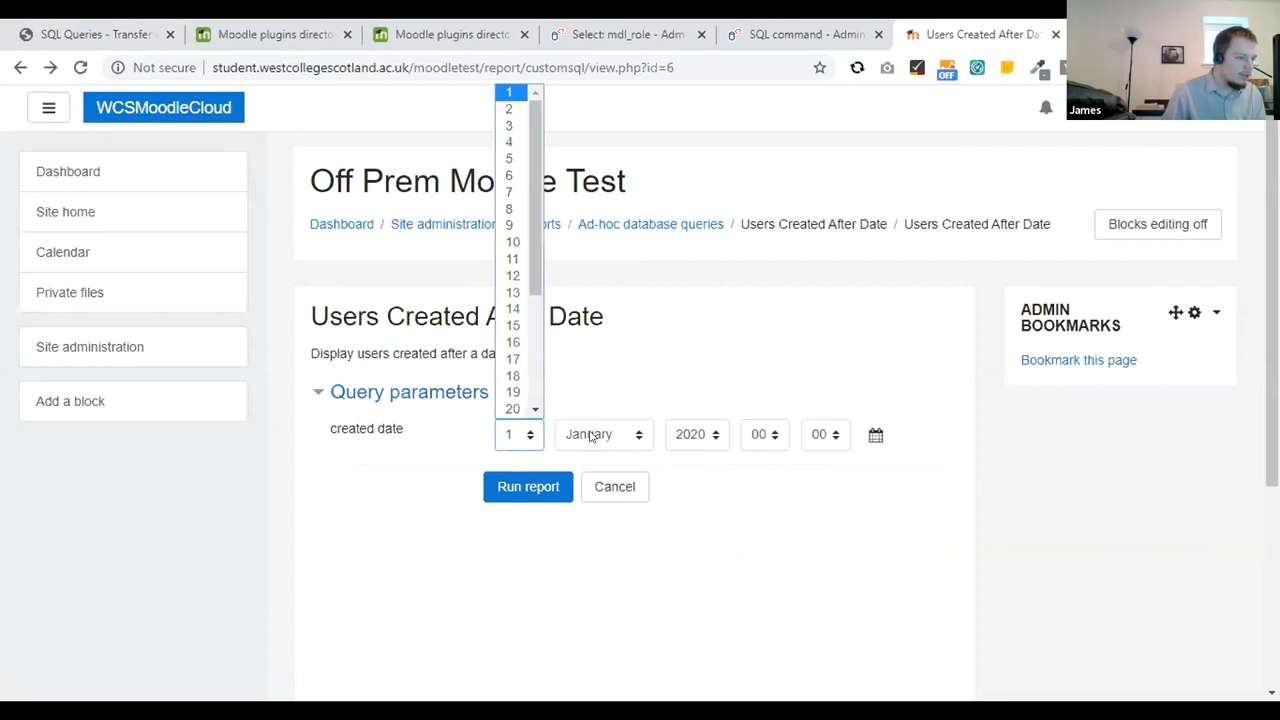 SQL Queries - Transfer ×
Moodle plugins directo ×
Moodle plugins directo ×
Select: mdl_role - Adm ×
SQL command - Admin ×
Users Created After Dat ×
Not secure | student.westcollegescotland.ac.uk/moodletest/report/customsql/view.php?id=6
OFF
James
WCSMoodleCloud
Dashboard
Site home
Calendar
Private files
Site administration
Add a block
Off Prem Mo e Test
Dashboard / Site administration orts / Ad-hoc database queries / Users Created After Date / Users Created After Date
Blocks editing off
Users Created A Date
Display users created after a da
Query parameters
1
2
3
4
5
6
7
8
9
10
11
12
13
14
15
16
17
18
19
20
created date
1 January 2020 00 00
Run report Cancel
ADMIN
BOOKMARKS
Bookmark this page